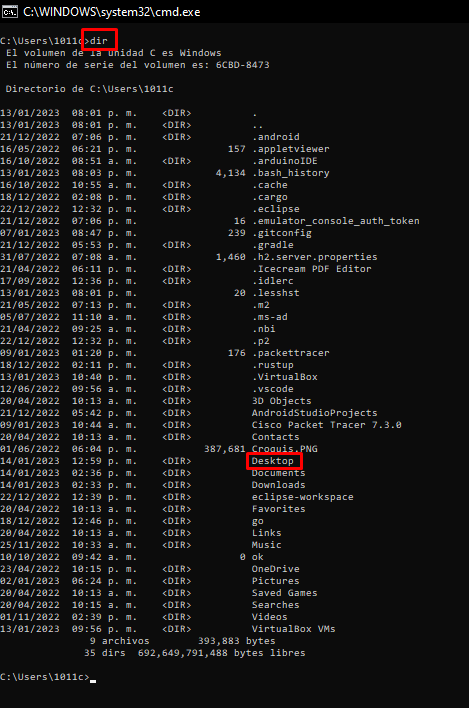 C:\WINDOWS\system32\cmd.exe
C:\Users\1011c>dir
El volumen de la unidad C es Windows
El número de serie del volumen es: 6CBD-8473
Directorio de C:\Users\1011c
13/01/2023 08:01 p. m. <DIR> .
13/01/2023 08:01 p. m. <DIR> ..
21/12/2022 07:06 p. m. <DIR> .android
16/05/2022 06:21 p. m. 157 .appletviewer
16/10/2022 08:51 a. m. <DIR> .arduinoIDE
13/01/2023 08:03 p. m. 4,134 .bash_history
16/10/2022 10:55 a. m. <DIR> .cache
18/12/2022 02:08 p. m. <DIR> .cargo
22/12/2022 12:32 p. m. <DIR> .eclipse
21/12/2022 07:06 p. m. 16 .emulator_console_auth_token
07/01/2023 08:47 p. m. 239 .gitconfig
21/12/2022 05:53 p. m. <DIR> .gradle
31/07/2022 07:08 a. m. 1,460 .h2.server.properties
21/04/2022 06:11 p. m. <DIR> .Icecream PDF Editor
17/09/2022 12:36 p. m. <DIR> .idlerc
13/01/2023 08:01 p. m. 20 .lesshst
21/05/2022 07:13 p. m. <DIR> .m2
05/07/2022 11:10 a. m. <DIR> .ms-ad
21/04/2022 09:25 a. m. <DIR> .nbi
22/12/2022 12:32 p. m. <DIR> .p2
09/01/2023 01:20 p. m. 176 .packettracer
18/12/2022 02:11 p. m. <DIR> .rustup
13/01/2023 10:40 p. m. <DIR> .VirtualBox
12/06/2022 09:56 a. m. <DIR> .vscode
20/04/2022 10:13 a. m. <DIR> 3D Objects
21/12/2022 05:42 p. m. <DIR> AndroidStudioProjects
09/01/2023 10:44 a. m. <DIR> Cisco Packet Tracer 7.3.0
20/04/2022 10:13 a. m. <DIR> Contacts
01/06/2022 06:04 p. m. 387,681 Croquis.PNG
14/01/2023 12:59 p. m. <DIR> Desktop
14/01/2023 02:36 p. m. <DIR> Documents
14/01/2023 02:33 p. m. <DIR> Downloads
22/12/2022 12:39 p. m. <DIR> eclipse-workspace
20/04/2022 10:13 a. m. <DIR> Favorites
18/12/2022 12:46 p. m. <DIR> go
20/04/2022 10:13 a. m. <DIR> Links
25/11/2022 10:33 a. m. <DIR> Music
10/10/2022 09:42 a. m. 0 ok
23/04/2022 10:15 p. m. <DIR> OneDrive
02/01/2023 06:24 p. m. <DIR> Pictures
20/04/2022 10:13 a. m. <DIR> Saved Games
20/04/2022 10:15 a. m. <DIR> Searches
01/11/2022 02:39 p. m. <DIR> Videos
13/01/2023 09:56 p. m. <DIR> VirtualBox VMs
9 archivos 393,883 bytes
35 dirs 692,649,791,488 bytes libres
C:\Users\1011c>